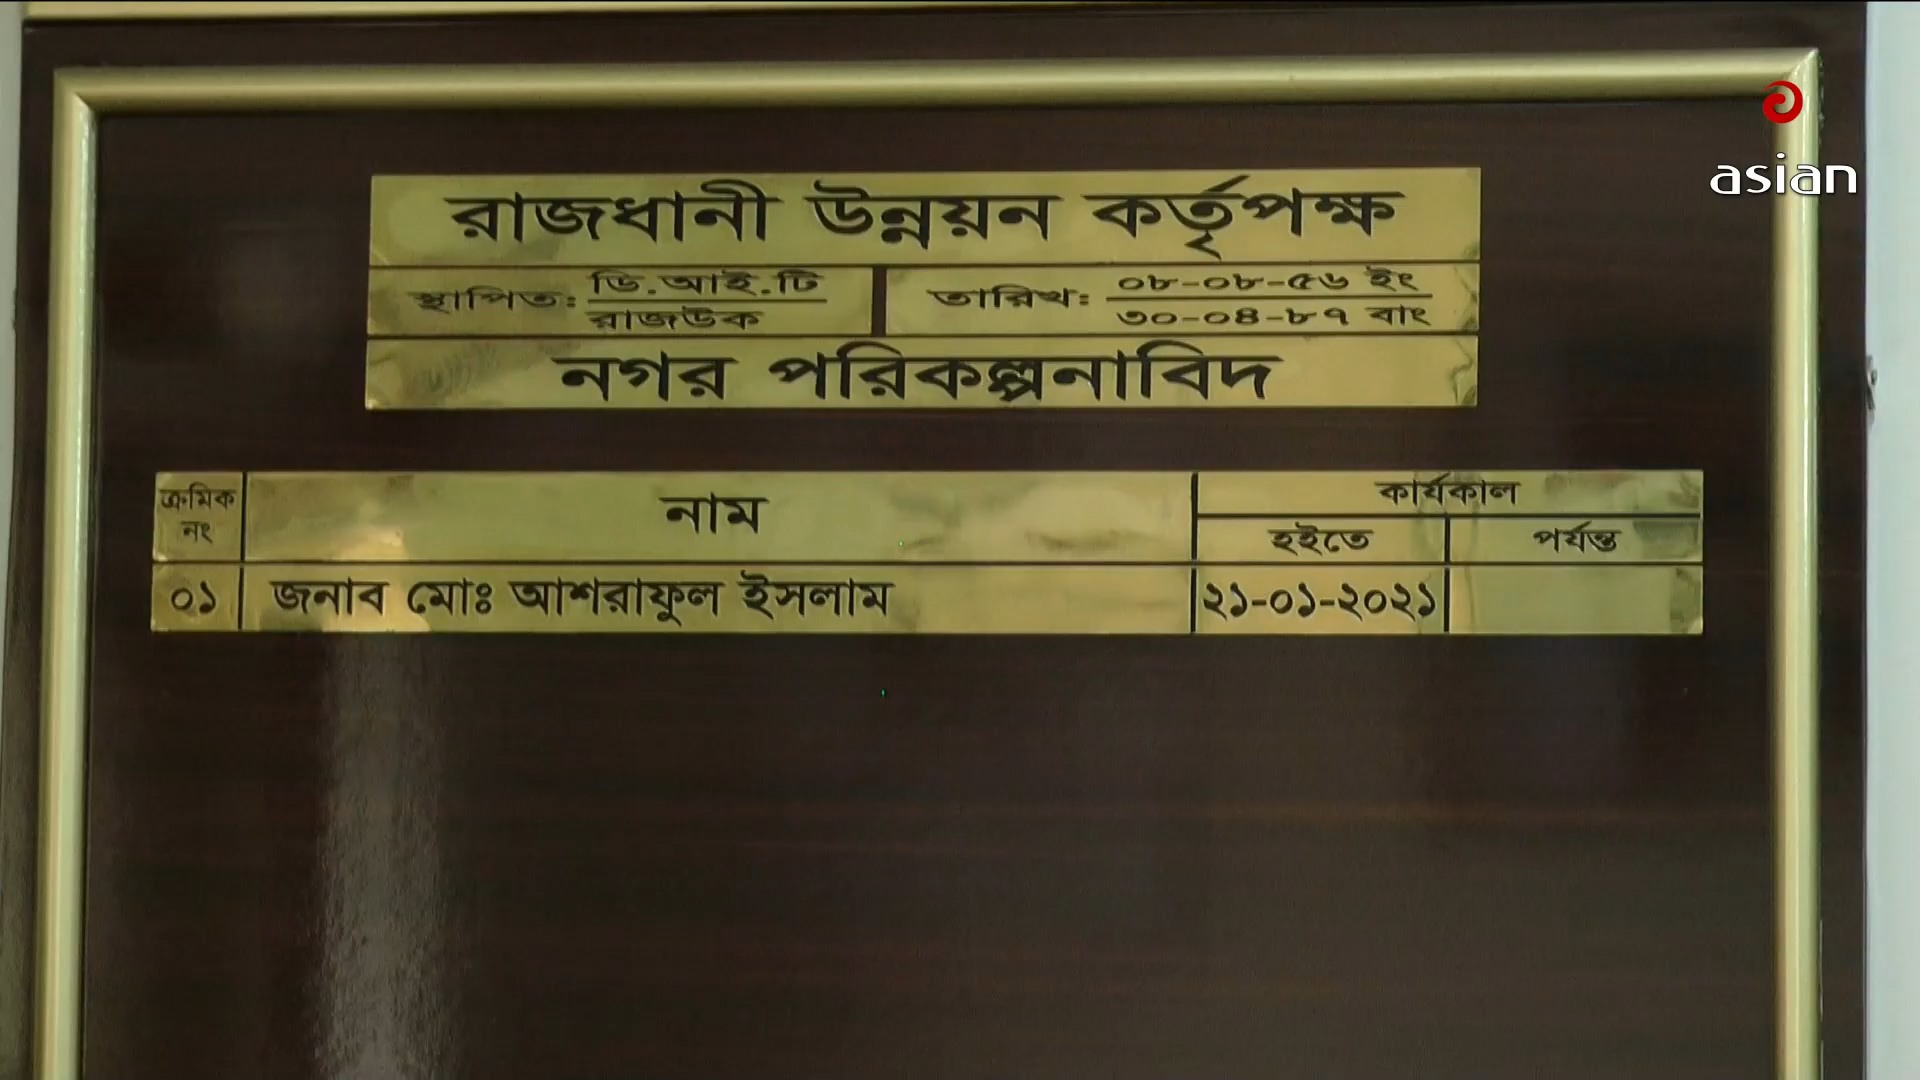 asian
রাজধানী উন্নয়ন কর্তৃপক্ষ
স্থাপিত: ডি.আই.টি তারিখ: ০৮-০৮-৫৬ ইং
রাজউক ৩০-০৪-৮৭ বাং
নগর পরিকল্পনাবিদ
ক্রমিক নাম কার্যকাল
নং হইতে পর্যন্ত
০১ জনাব মোঃ আশরাফুল ইসলাম ২১-০১-২০২১